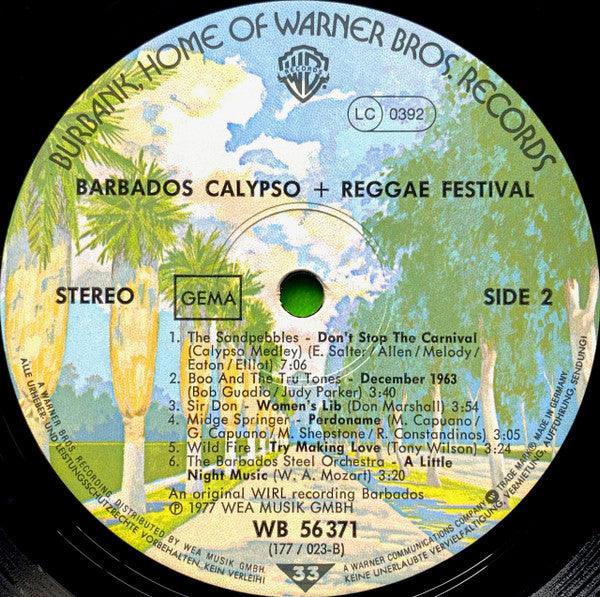 BURBANK, HOME OF WARNER BROS. RECORDS
RECORDS
LC 0392
BARBADOS CALYPSO + REGGAE FESTIVAL
STEREO
GEMA
SIDE 2
1. The Sandpebbles - Don't Stop The Carnival
(Calypso Medley) (E. Salter / Allen / Melody /
Eaton / Elliot) 7:06
2. Boo And The Tru Tones - December 1963
(Bob Guadio / Judy Parker) 3:40
3. Sir Don - Women's Lib (Don Marshall) 3:54
4. Midge Springer - Perdoname (M. Capuano /
G. Capuano / M. Shepstone / R. Constandinos) 3:05
5. Wild Fire - Try Making Love (Tony Wilson) 3:24
6. The Barbados Steel Orchestra - A Little
Night Music (W. A. Mozart) 3:20
An original WIRL recording Barbados
Ⓟ 1977 WEA MUSIK GMBH
WB 56 371
(177 / 023-B)
33
A WARNER BROS. RECORDING DISTRIBUTED BY WEA MUSIK GMBH · A WARNER COMMUNICATIONS COMPANY TRADE MARKS MADE IN GERMANY
ALLE URHEBER- UND LEISTUNGSSCHUTZRECHTE VORBEHALTEN. KEIN VERLEIH! KEINE UNERLAUBTE VERVIELFÄLTIGUNG, VERMIETUNG, AUFFÜHRUNG, SENDUNG!